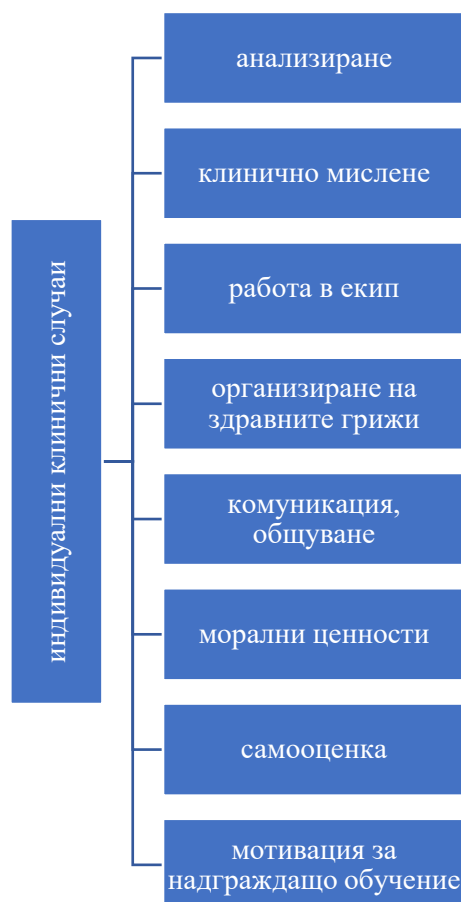 индивидуални клинични случаи
анализиране
клинично мислене
работа в екип
организиране на
здравните грижи
комуникация,
общуване
морални ценности
самооценка
мотивация за
надграждащо обучение